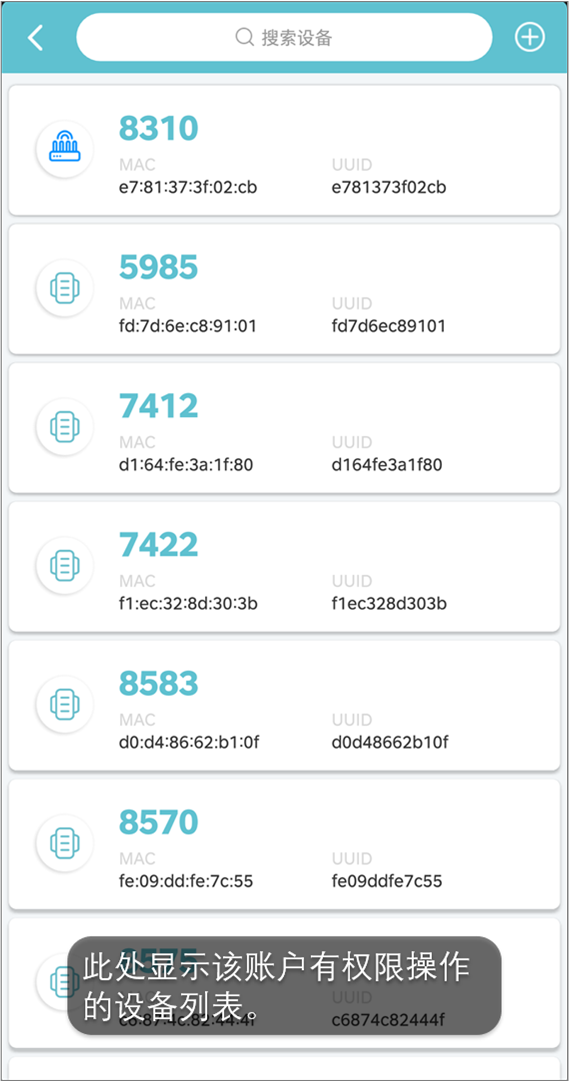 搜索设备
8310
MAC UUID
e7:81:37:3f:02:cb e781373f02cb
5985
MAC UUID
fd:7d:6e:c8:91:01 fd7d6ec89101
7412
MAC UUID
d1:64:fe:3a:1f:80 d164fe3a1f80
7422
MAC UUID
f1:ec:32:8d:30:3b f1ec328d303b
8583
MAC UUID
d0:d4:86:62:b1:0f d0d48662b10f
8570
MAC UUID
fe:09:dd:fe:7c:55 fe09ddfe7c55
8575
MAC UUID
c6:87:4c:82:44:4f c6874c82444f
此处显示该账户有权限操作
的设备列表。